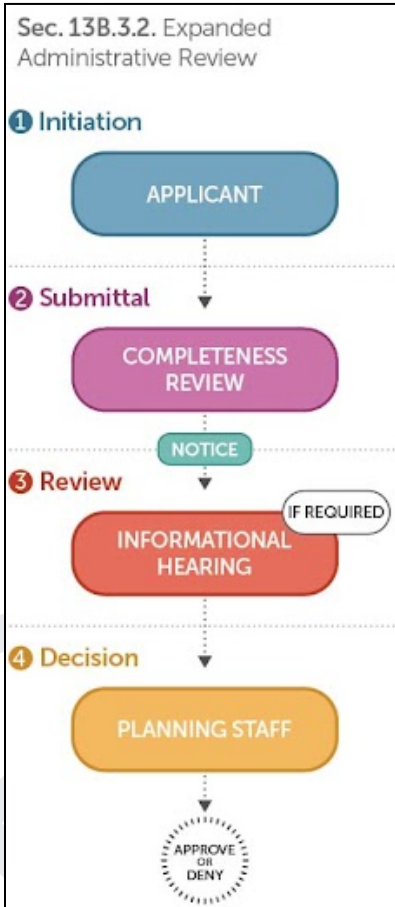 Sec. 13B.3.2. Expanded
Administrative Review
1 Initiation
APPLICANT
2 Submittal
COMPLETENESS
REVIEW
NOTICE
3 Review
IF REQUIRED
INFORMATIONAL
HEARING
4 Decision
PLANNING STAFF
APPROVE
OR
DENY